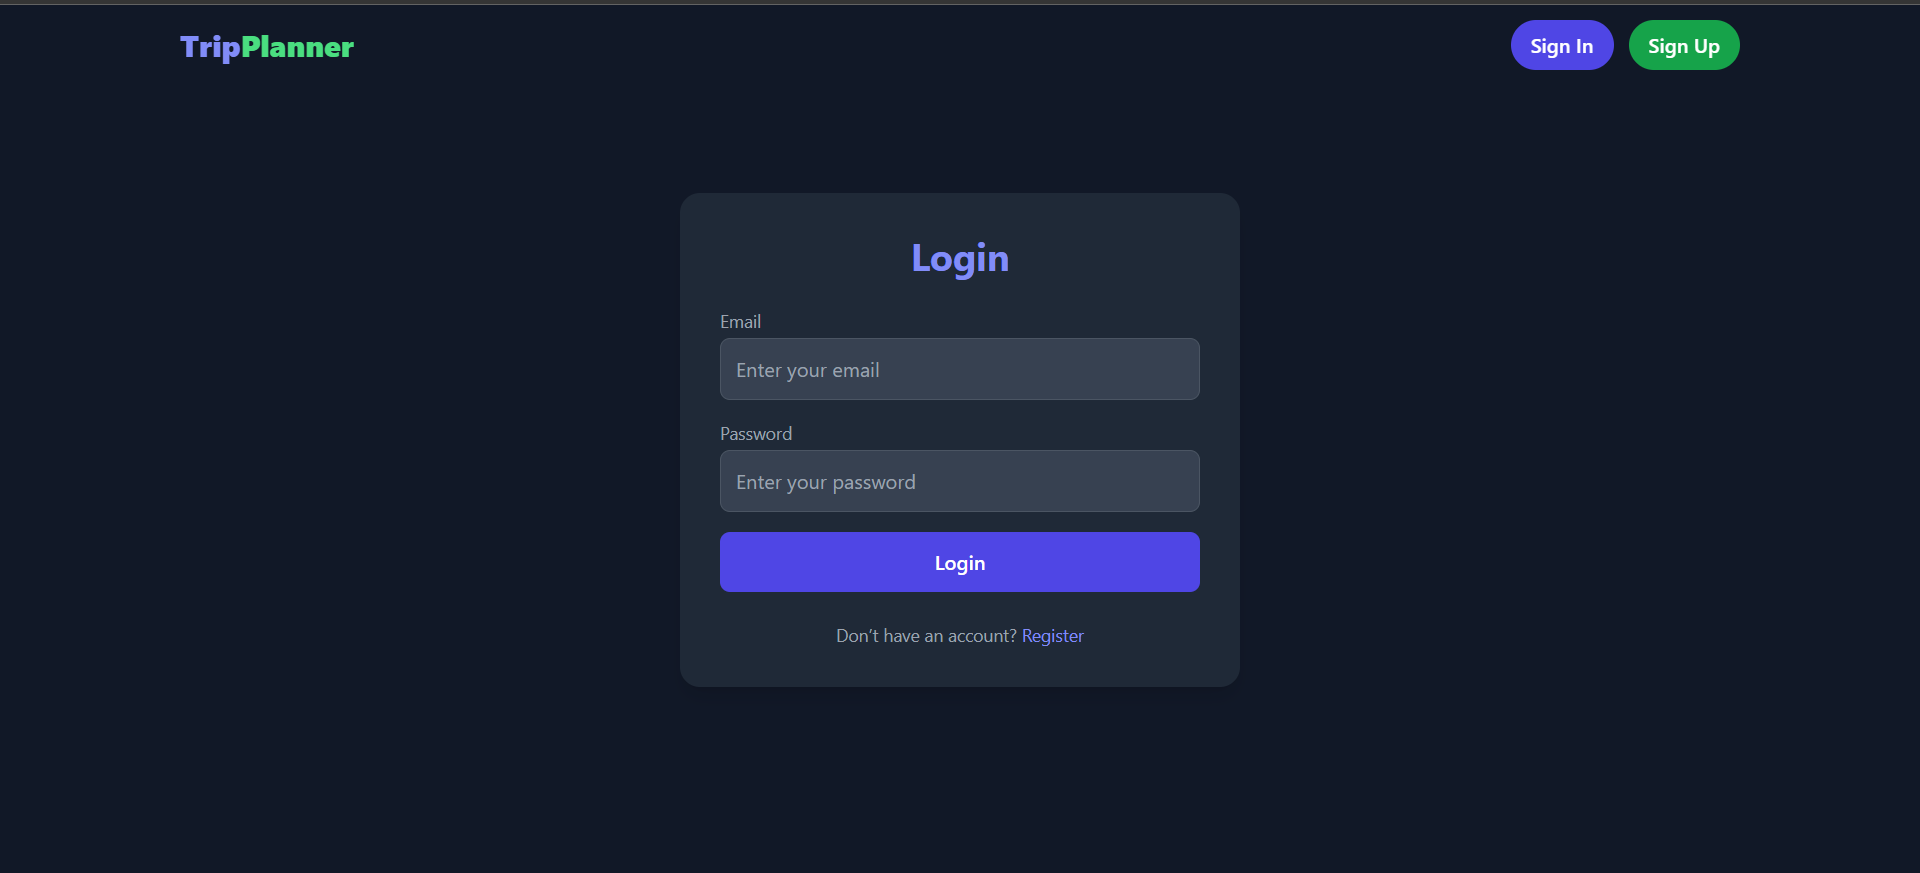 TripPlanner
Sign In
Sign Up
Login
Email
Enter your email
Password
Enter your password
Login
Don’t have an account? Register